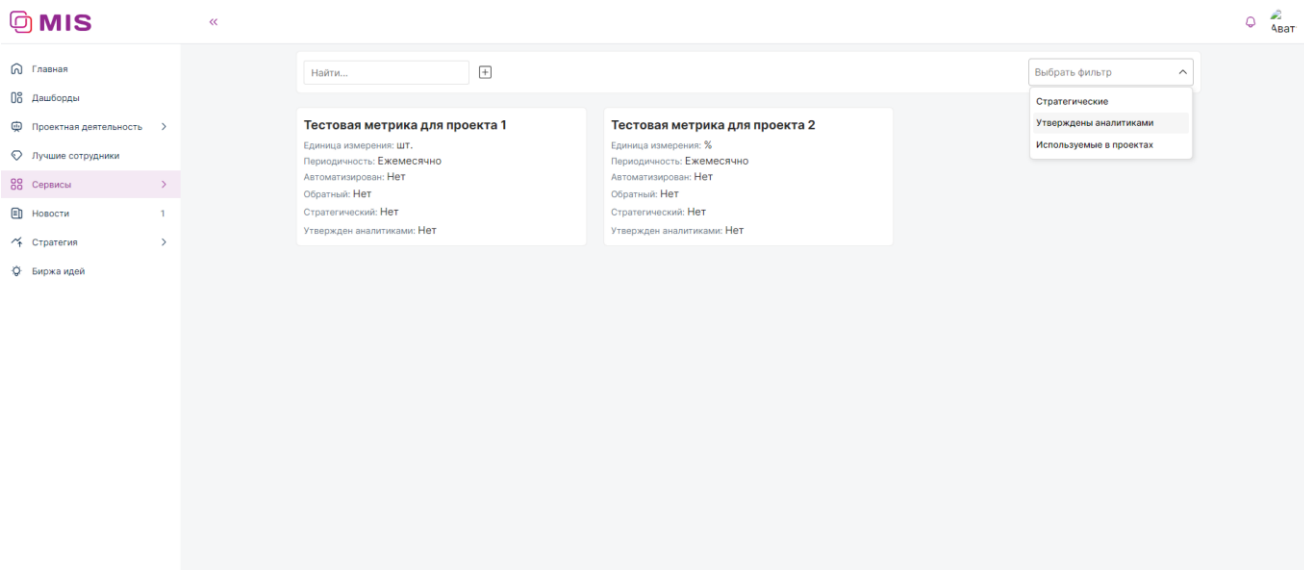 MIS
Ават
Главная
Дашборды
Проектная деятельность
Лучшие сотрудники
Сервисы
Новости 1
Стратегия
Биржа идей
Найти...
Выбрать фильтр
Стратегические
Утверждены аналитиками
Используемые в проектах
Тестовая метрика для проекта 1
Единица измерения: шт.
Периодичность: Ежемесячно
Автоматизирован: Нет
Обратный: Нет
Стратегический: Нет
Утвержден аналитиками: Нет
Тестовая метрика для проекта 2
Единица измерения: %
Периодичность: Ежемесячно
Автоматизирован: Нет
Обратный: Нет
Стратегический: Нет
Утвержден аналитиками: Нет